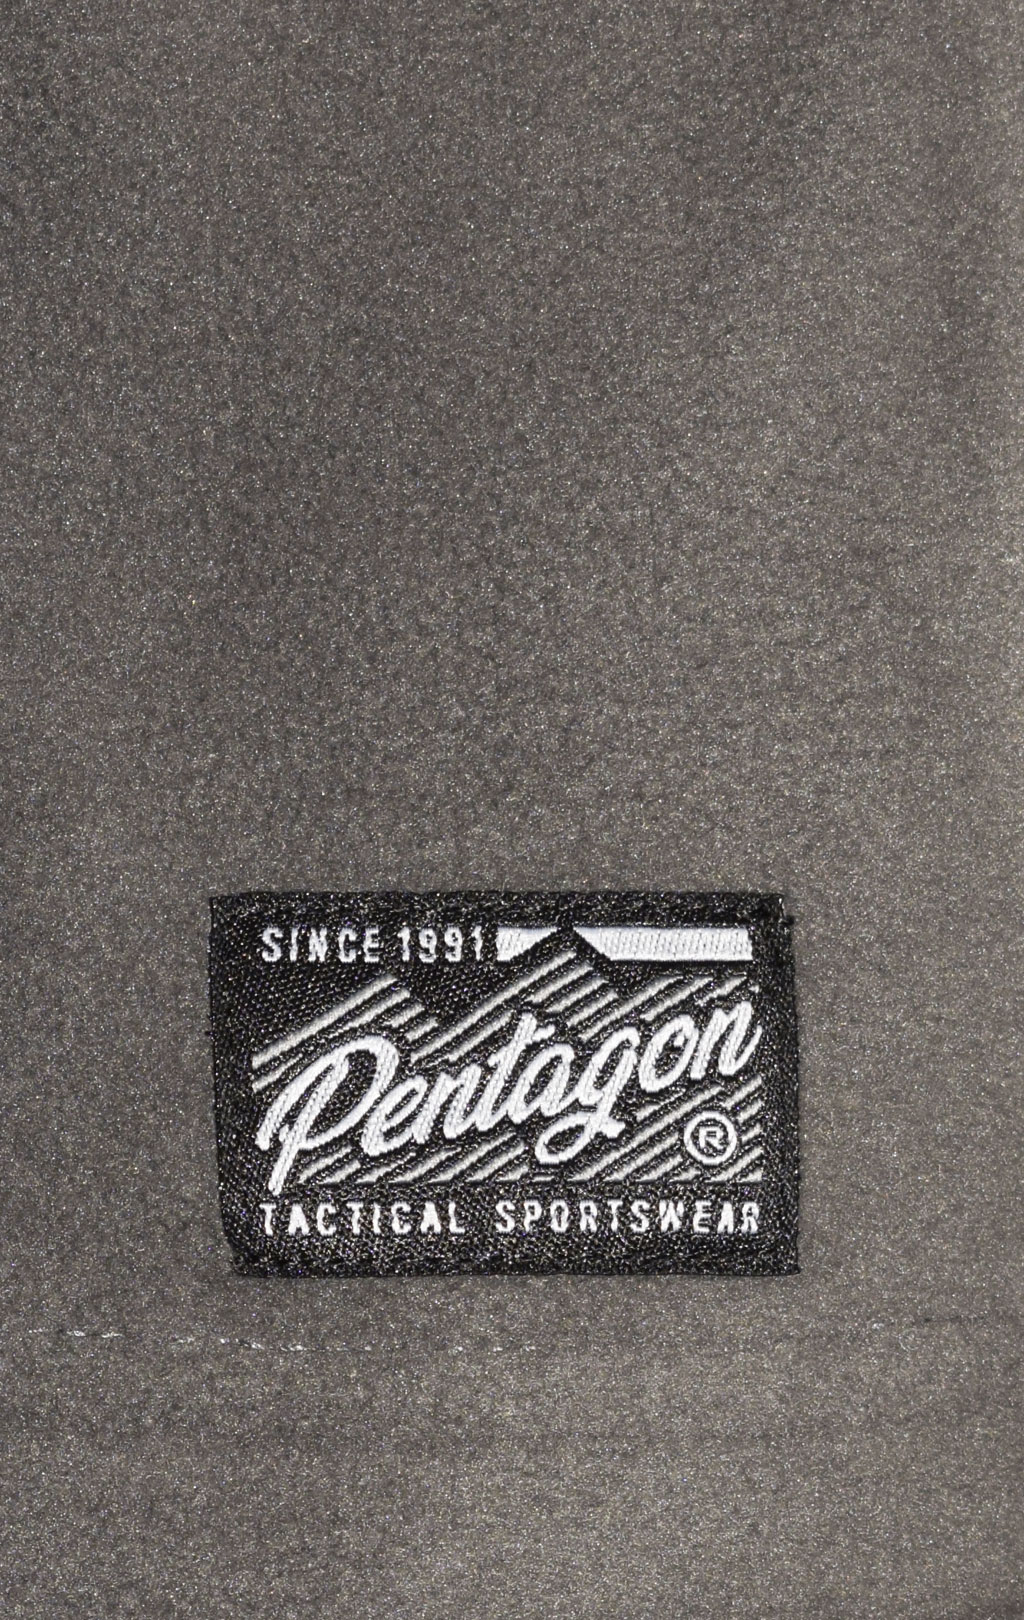 SINCE 1991
Pentagon
®
TACTICAL SPORTSWEAR